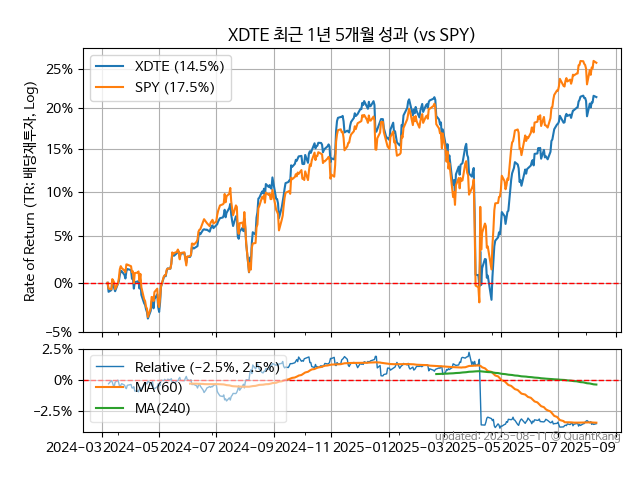 XDTE 최근 1년 5개월 성과 (vs SPY)
XDTE (14.5%)
SPY (17.5%)
Rate of Return (TR: 배당재투자, Log)
25%
20%
15%
10%
5%
0%
−5%
Relative (−2.5%, 2.5%)
MA(60)
MA(240)
2.5%
0%
−2.5%
2024−03 2024−05 2024−07 2024−09 2024−11 2025−01 2025−03 2025−05 2025−07 2025−09
updated: 2025-08-11 © QuantKang